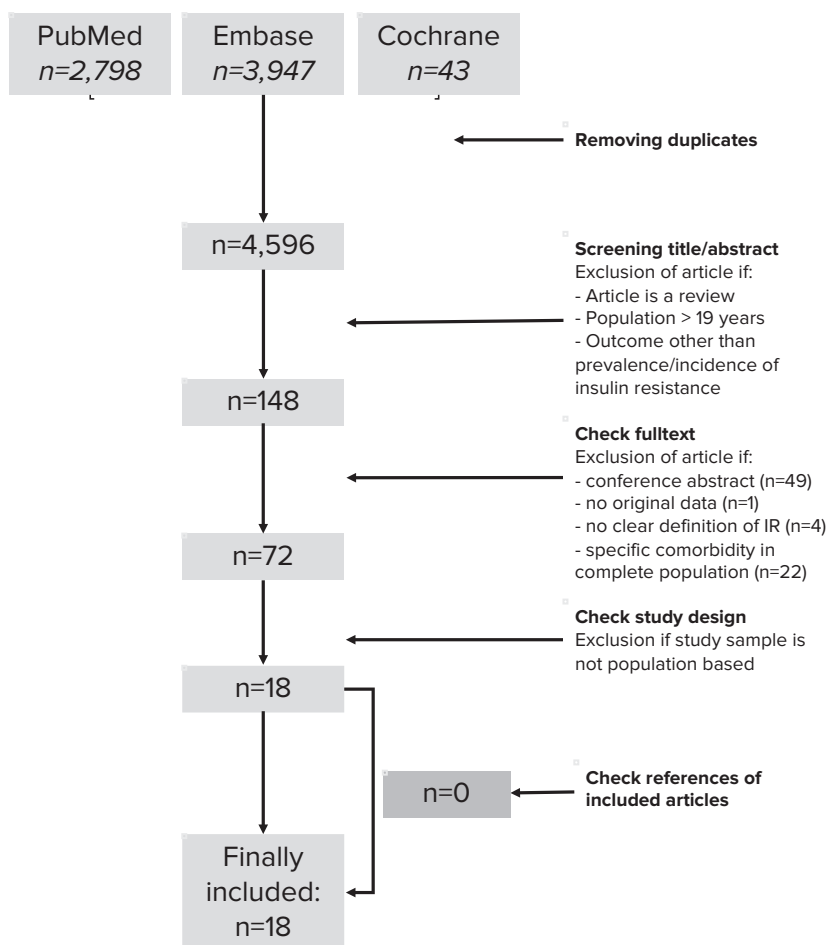 PubMed
n=2,798
Embase
n=3,947
Cochrane
n=43
Removing duplicates
n=4,596
Screening title/abstract
Exclusion of article if:
- Article is a review
- Population > 19 years
- Outcome other than
prevalence/incidence of
insulin resistance
n=148
Check fulltext
Exclusion of article if:
- conference abstract (n=49)
- no original data (n=1)
- no clear definition of IR (n=4)
- specific comorbidity in
complete population (n=22)
n=72
Check study design
Exclusion if study sample is
not population based
n=18
n=0
Check references of
included articles
Finally
included:
n=18